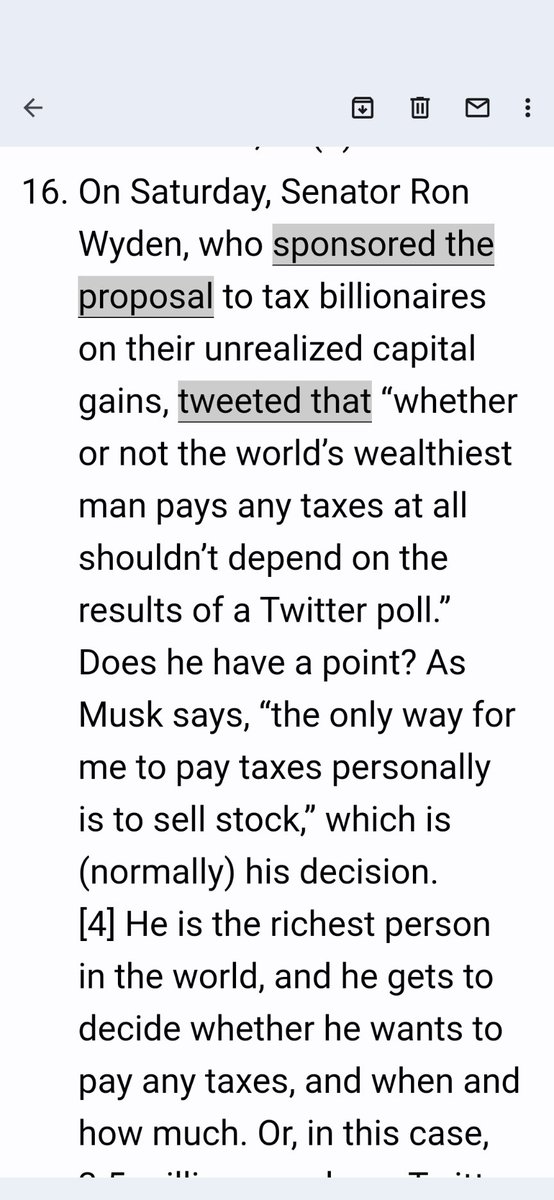 16. On Saturday, Senator Ron
Wyden, who sponsored the
proposal to tax billionaires
on their unrealized capital
gains, tweeted that “whether
or not the world’s wealthiest
man pays any taxes at all
shouldn’t depend on the
results of a Twitter poll.”
Does he have a point? As
Musk says, “the only way for
me to pay taxes personally
is to sell stock,” which is
(normally) his decision.
[4] He is the richest person
in the world, and he gets to
decide whether he wants to
pay any taxes, and when and
how much. Or, in this case,